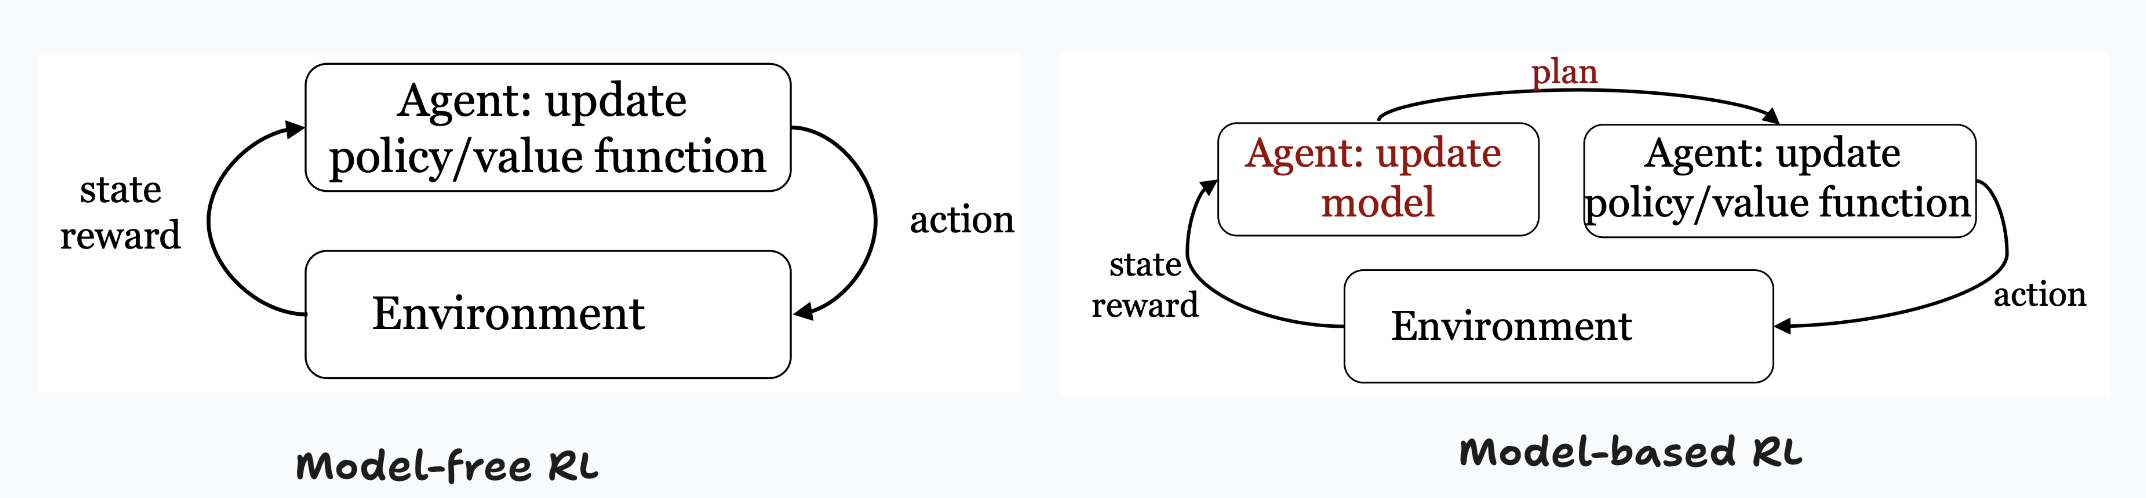 Agent: update
policy/value function
state
reward
action
Environment
Model-free RL
plan
Agent: update
model
Agent: update
policy/value function
state
reward
action
Environment
Model-based RL